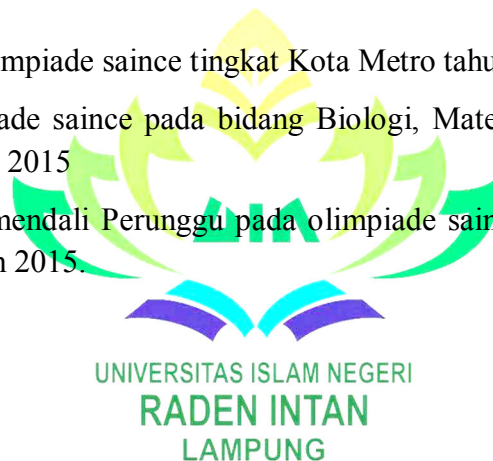 mpiade saince tingkat Kota Metro tahu
ade saince pada bidang Biologi, Mate
2015
mendali Perunggu pada olimpiade sain
n 2015.
UNIVERSITAS ISLAM NEGERI
RADEN INTAN
LAMPUNG